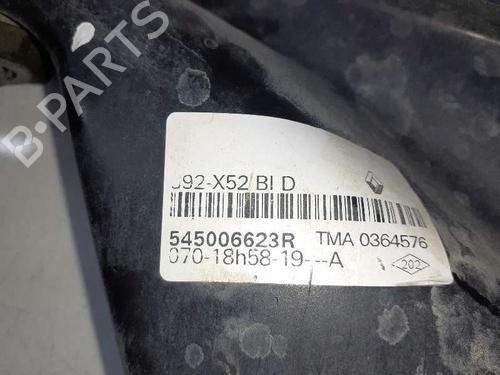 B-PARTS
J92-X52 BI D
545006623R TMA 0364576
070-18h58-19---A
202